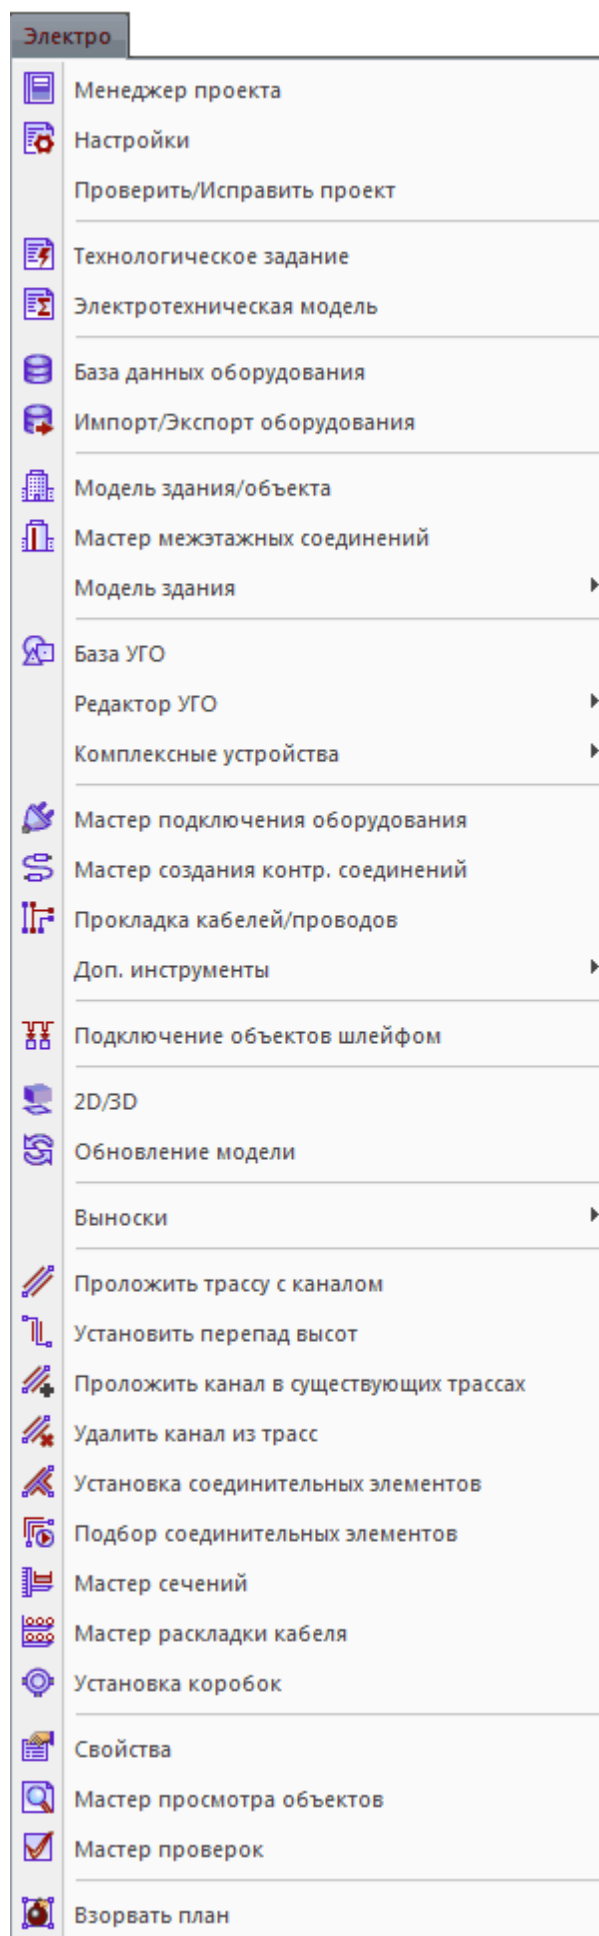 Электро
Менеджер проекта
Настройки
Проверить/Исправить проект
Технологическое задание
Электротехническая модель
База данных оборудования
Импорт/Экспорт оборудования
Модель здания/объекта
Мастер межэтажных соединений
Модель здания
База УГО
Редактор УГО
Комплексные устройства
Мастер подключения оборудования
Мастер создания контр. соединений
Прокладка кабелей/проводов
Доп. инструменты
Подключение объектов шлейфом
2D/3D
Обновление модели
Выноски
Проложить трассу с каналом
Установить перепад высот
Проложить канал в существующих трассах
Удалить канал из трасс
Установка соединительных элементов
Подбор соединительных элементов
Мастер сечений
Мастер раскладки кабеля
Установка коробок
Свойства
Мастер просмотра объектов
Мастер проверок
Взорвать план